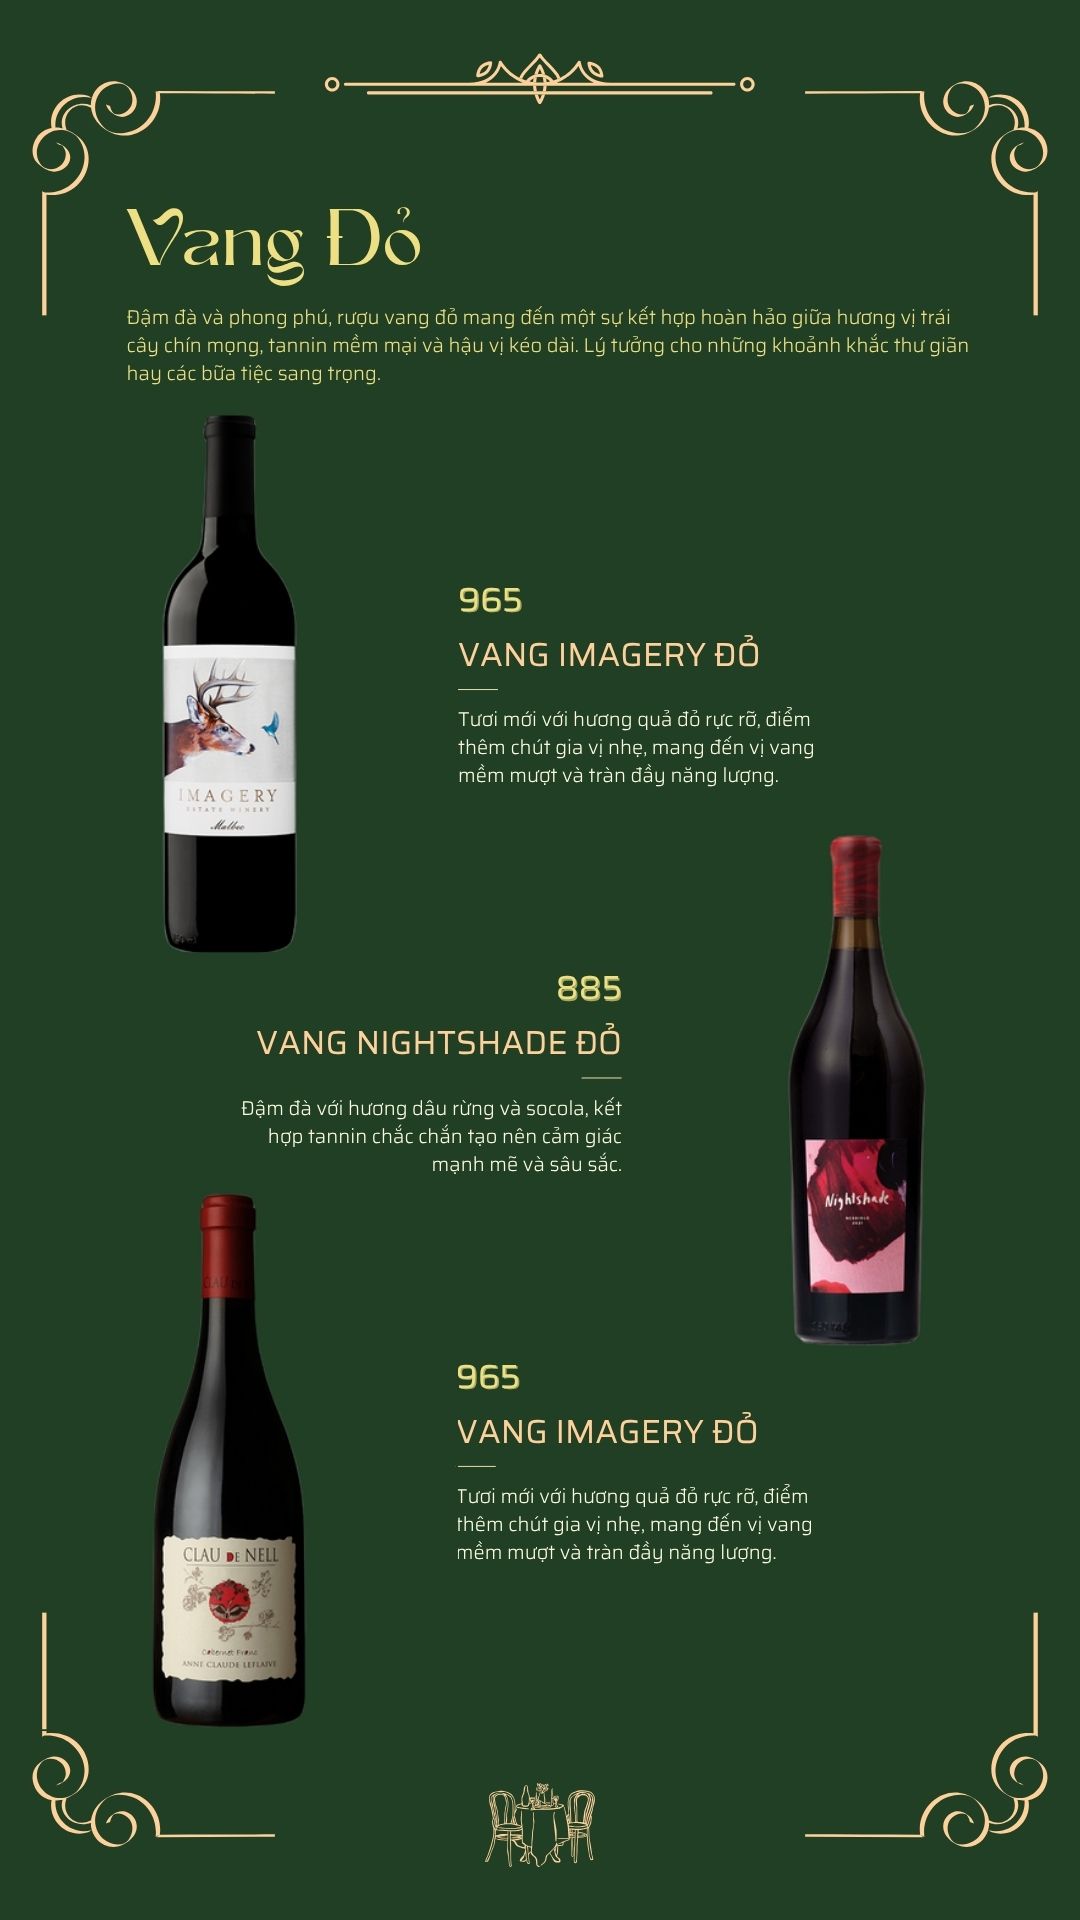 Vang Đỏ
Đậm đà và phong phú, rượu vang đỏ mang đến một sự kết hợp hoàn hảo giữa hương vị trái
cây chín mọng, tannin mềm mại và hậu vị kéo dài. Lý tưởng cho những khoảnh khắc thư giãn
hay các bữa tiệc sang trọng.
965
VANG IMAGERY ĐỎ
Tươi mới với hương quả đỏ rực rỡ, điểm
thêm chút gia vị nhẹ, mang đến vị vang
mềm mượt và tràn đầy năng lượng.
IMAGERY
ESTATE WINERY
Malbec
885
VANG NIGHTSHADE ĐỎ
Đậm đà với hương dâu rừng và socola, kết
hợp tannin chắc chắn tạo nên cảm giác
mạnh mẽ và sâu sắc.
Nightshade
2021
965
VANG IMAGERY ĐỎ
Tươi mới với hương quả đỏ rực rỡ, điểm
thêm chút gia vị nhẹ, mang đến vị vang
mềm mượt và tràn đầy năng lượng.
CLAU DE NELL
Cabernet Franc
ANNE CLAUDE LEFLAIVE